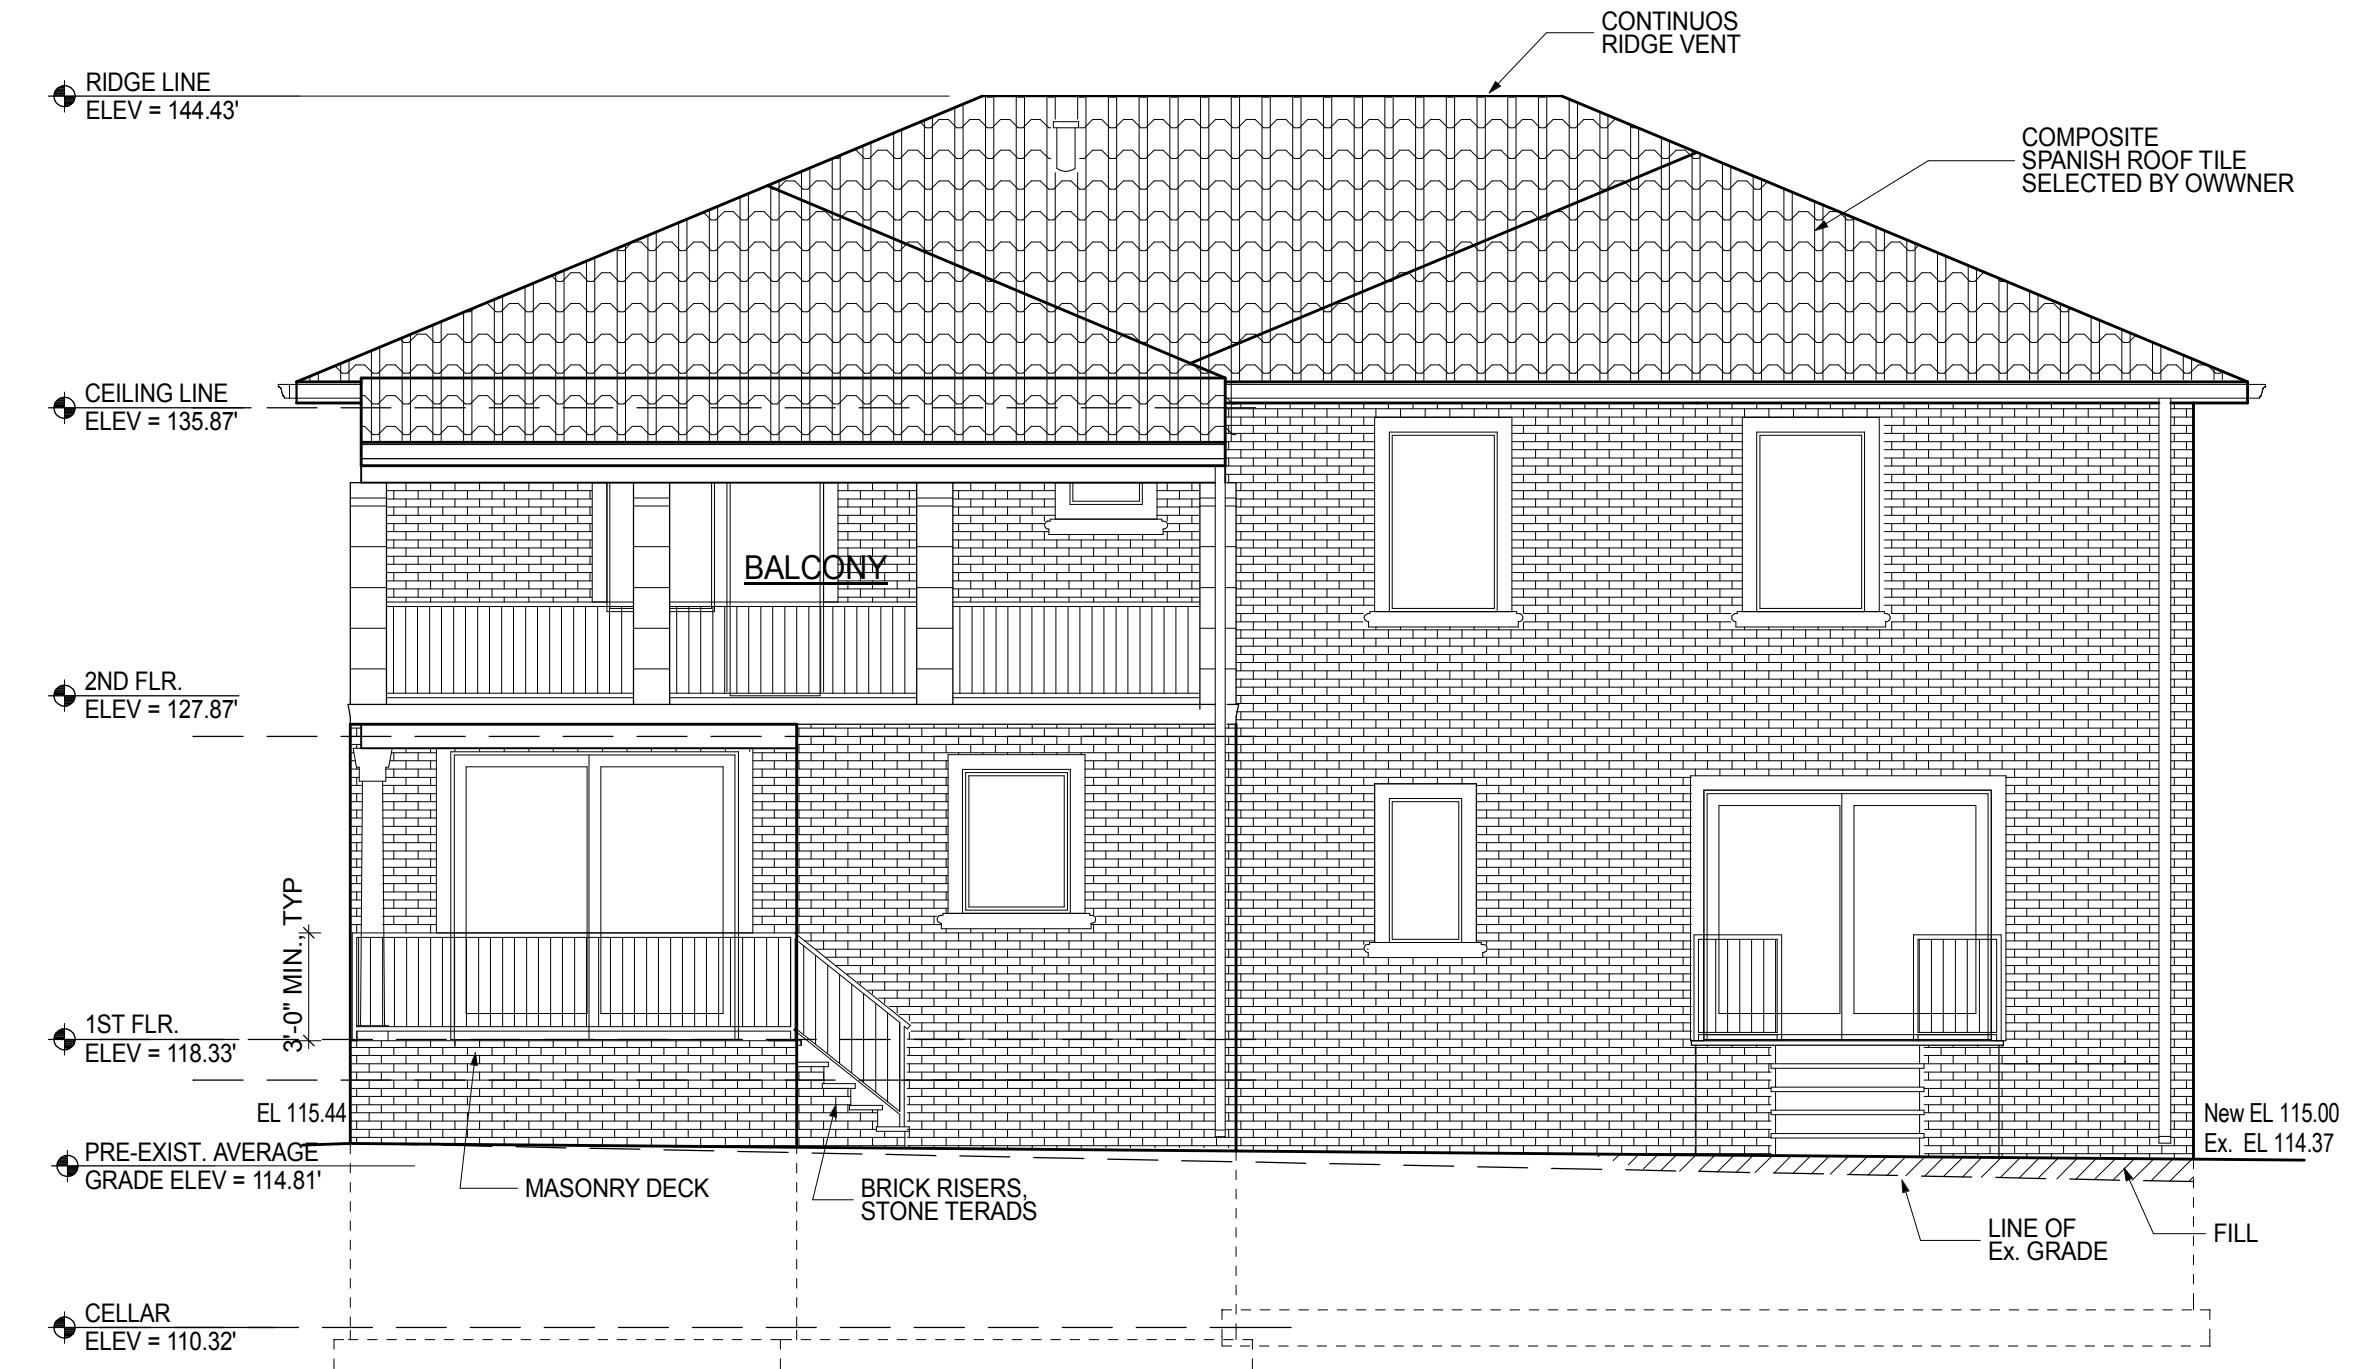 CONTINUOS
RIDGE VENT
RIDGE LINE
ELEV = 144.43'
COMPOSITE
SPANISH ROOF TILE
SELECTED BY OWWNER
CEILING LINE
ELEV = 135.87'
BALCONY
2ND FLR.
ELEV = 127.87'
3'-0" MIN., TYP
1ST FLR.
ELEV = 118.33'
EL 115.44
New EL 115.00
Ex. EL 114.37
PRE-EXIST. AVERAGE
GRADE ELEV = 114.81'
MASONRY DECK
BRICK RISERS,
STONE TERADS
LINE OF
Ex. GRADE
FILL
CELLAR
ELEV = 110.32'